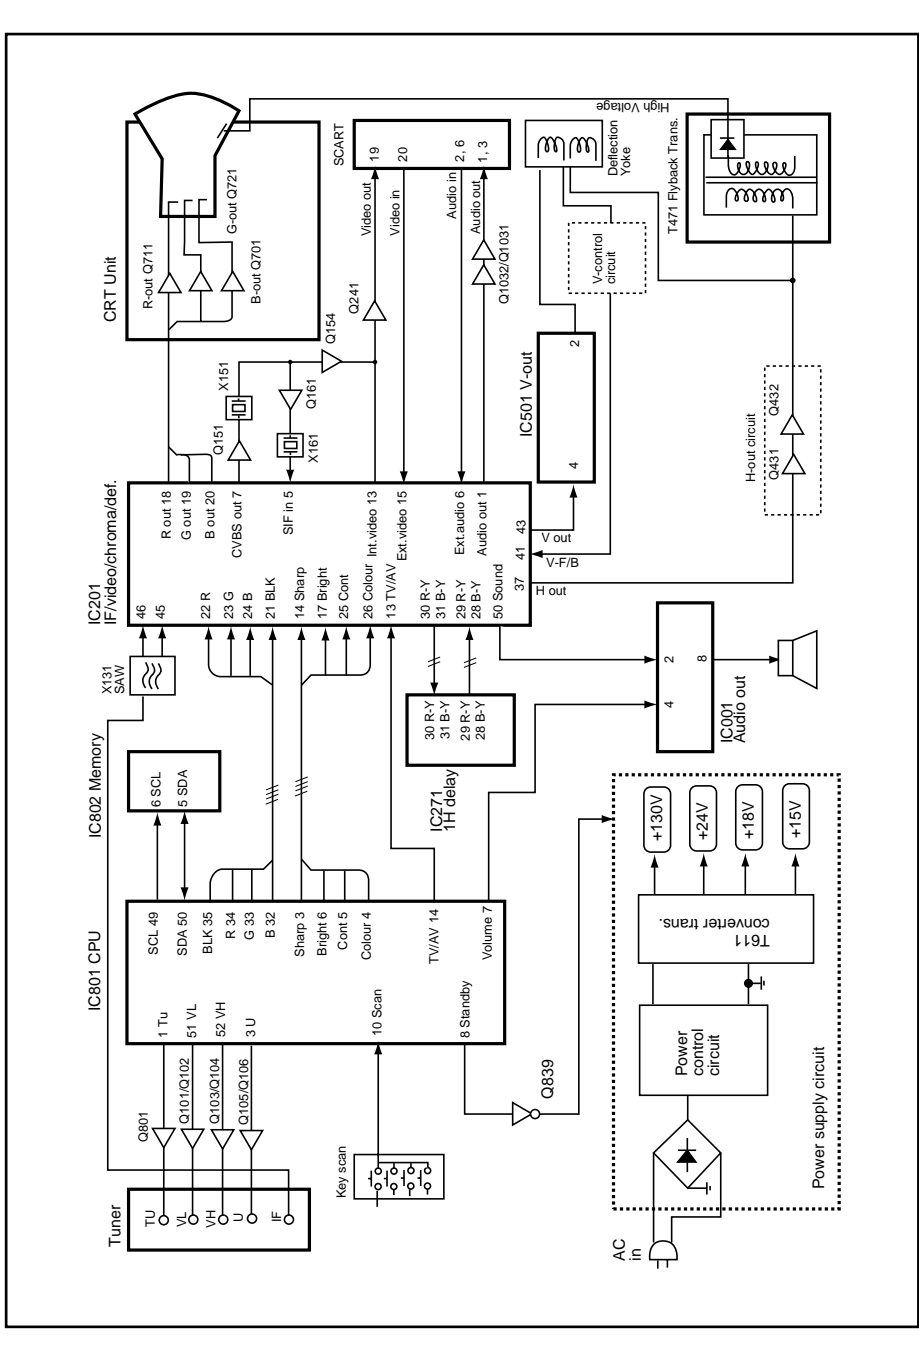 Tuner
TU
VL
VH
U
IF
Q801
Q101/Q102
Q103/Q104
Q105/Q106
Key scan
AC
in
IC801 CPU
1 Tu
51 VL
52 VH
3 U
10 Scan
8 Standby
SCL 49
SDA 50
BLK 35
R 34
G 33
B 32
Sharp 3
Bright 6
Cont 5
Colour 4
TV/AV 14
Volume 7
Q839
IC802 Memory
6 SCL
5 SDA
X131
SAW
IC201
IF/video/chroma/def.
46
45
22 R
23 G
24 B
21 BLK
14 Sharp
17 Bright
25 Cont
26 Colour
13 TV/AV
30 R-Y
31 B-Y
29 R-Y
28 B-Y
50 Sound
R out 18
G out 19
B out 20
CVBS out 7
SIF in 5
Int.video 13
Ext.video 15
Ext.audio 6
Audio out 1
43
41
37
V out
V-F/B
H out
IC271
1H delay
30 R-Y
31 B-Y
29 R-Y
28 B-Y
IC001
Audio out
2
4
8
Q151
X151
Q161
X161
Q154
Q241
CRT Unit
R-out Q711
G-out Q721
B-out Q701
SCART
19
20
2, 6
1, 3
Video out
Video in
Audio in
Audio out
Q1032/Q1031
IC501 V-out
4
2
V-control
circuit
Deflection
Yoke
High Voltage
T471 Flyback Trans.
H-out circuit
Q431
Q432
Power supply circuit
Power
control
circuit
T611
converter trans.
+130V
+24V
+18V
+15V